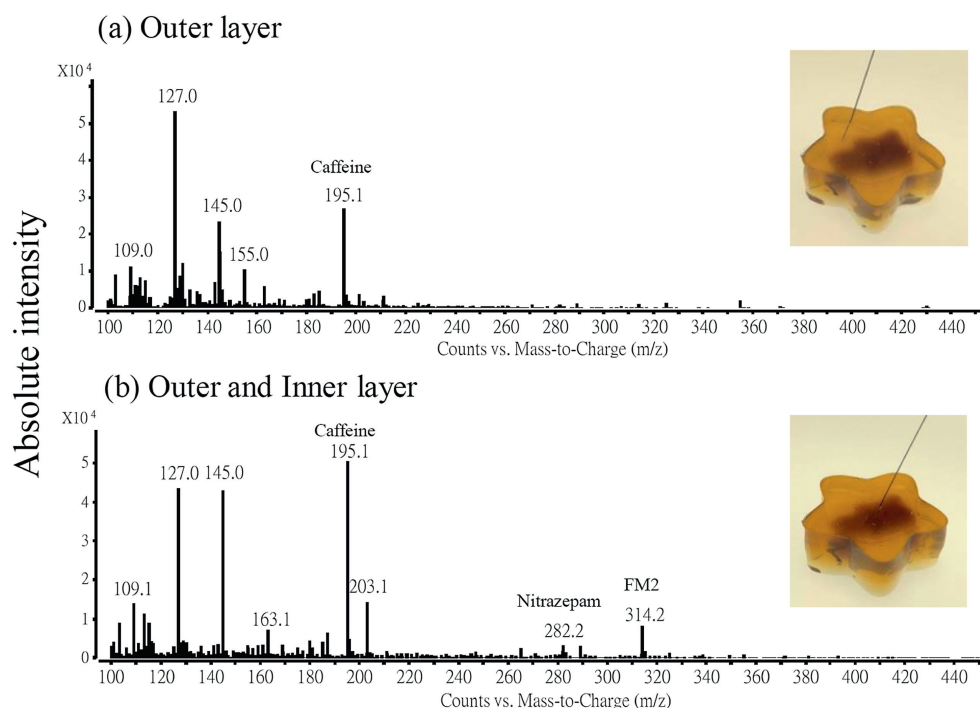 (a) Outer layer
X10⁴
5
4
3
2
1
0
127.0
Caffeine
195.1
145.0
109.0
155.0
100 120 140 160 180 200 220 240 260 280 300 320 340 360 380 400 420 440
Counts vs. Mass-to-Charge (m/z)
Absolute intensity
(b) Outer and Inner layer
X10⁴
5
4
3
2
1
0
Caffeine
195.1
127.0 145.0
109.1
163.1
203.1
Nitrazepam
282.2
FM2
314.2
100 120 140 160 180 200 220 240 260 280 300 320 340 360 380 400 420 440
Counts vs. Mass-to-Charge (m/z)